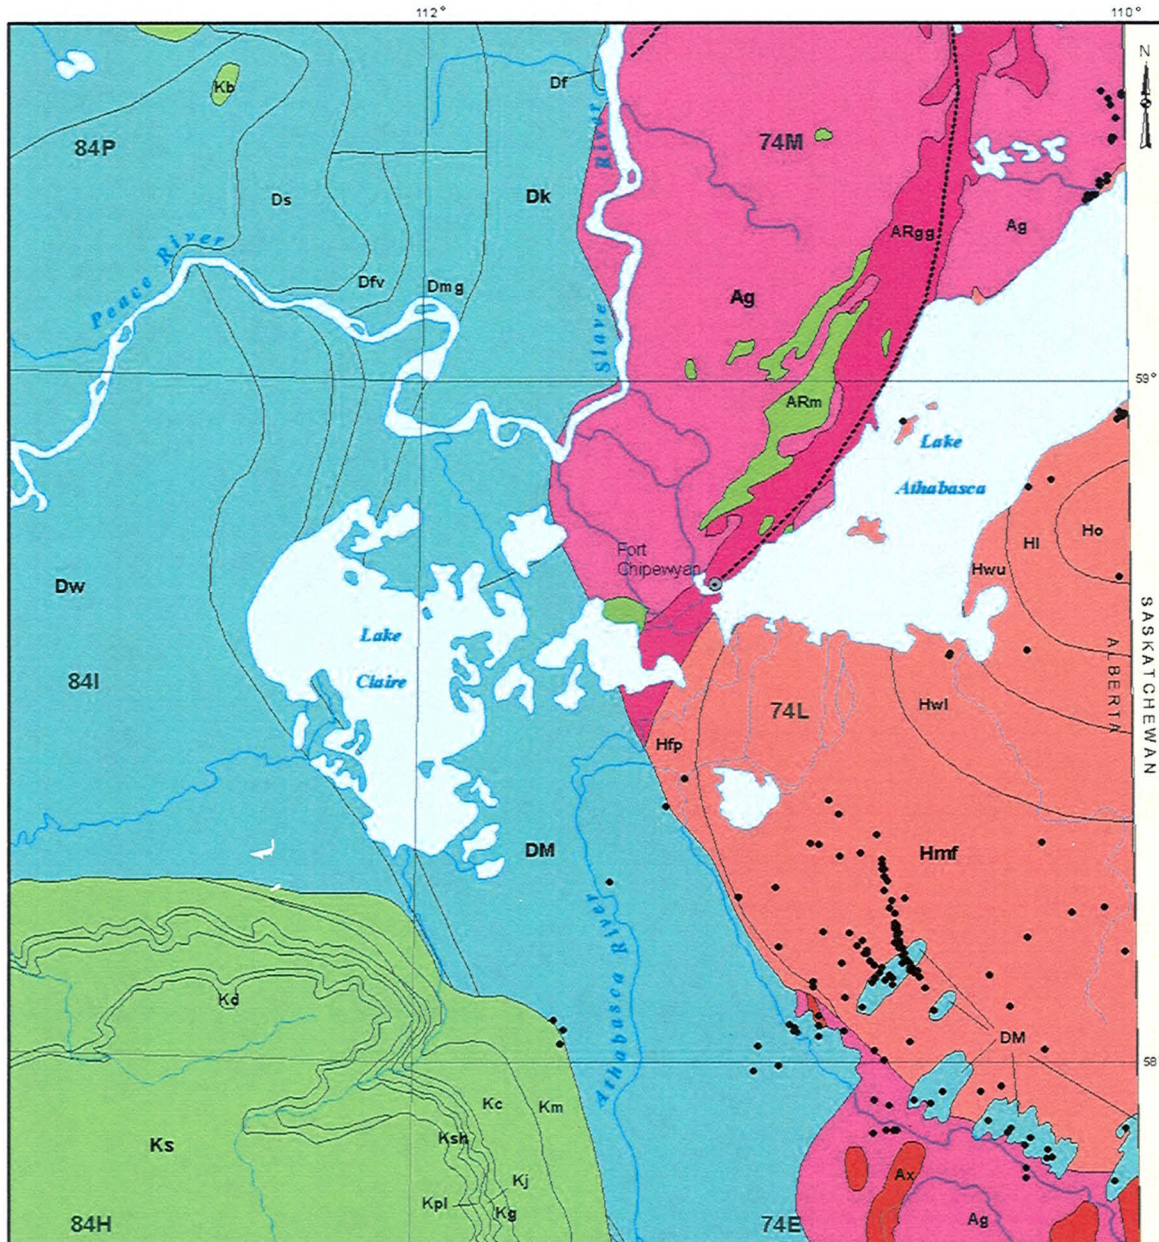 112°
110°
N
Kb
Df
84P
74M
Ds
Dk
River
ARgg
Ag
Peace River
Dfv
Dmg
Ag
Slave
59°
ARm
Lake
Athabasca
Hl
Ho
Fort
Chipewyan
Hwu
Dw
Lake
Claire
84I
SASKATCHEWAN
ALBERTA
Hwl
74L
Hfp
DM
Hmf
Athabasca River
Kd
DM
58
Kc
Km
Ks
Ksh
Kj
Kpl
Kg
Ax
84H
74E
Ag